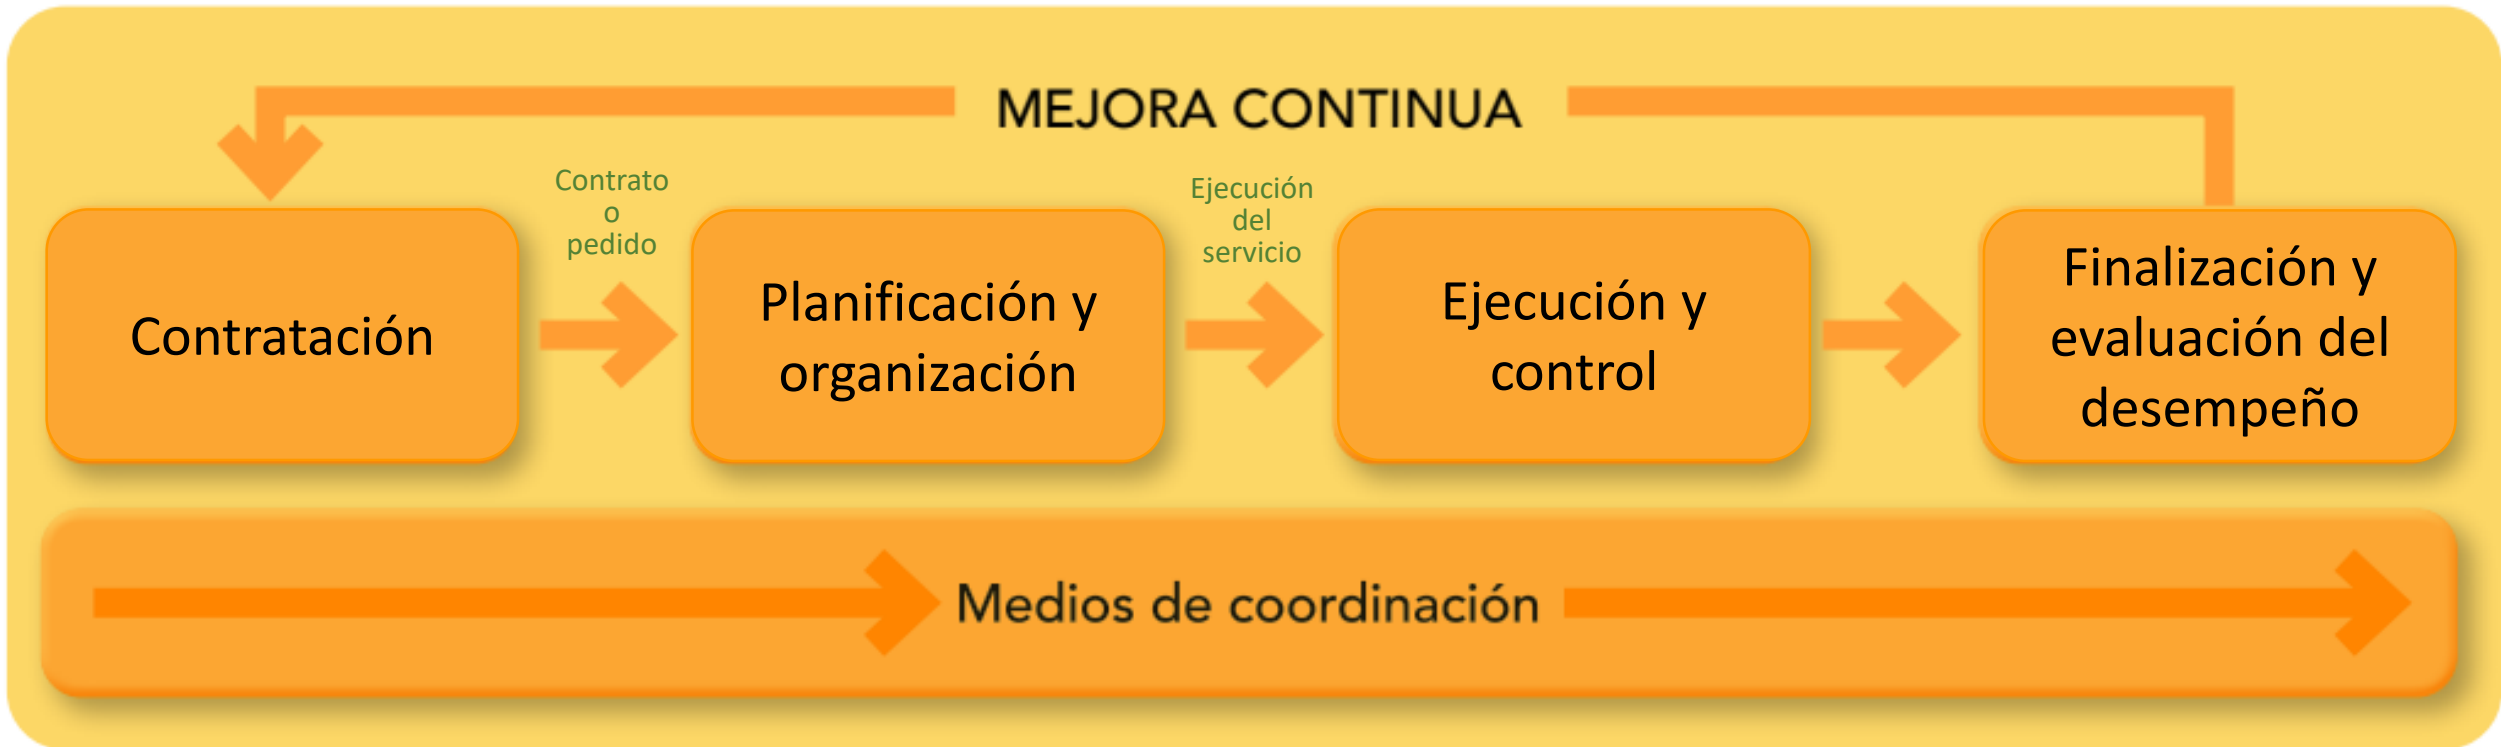 MEJORA CONTINUA
Contrato
o
pedido
Ejecución
del
servicio
Contratación
Planificación y
organización
Ejecución y
control
Finalización y
evaluación del
desempeño
Medios de coordinación